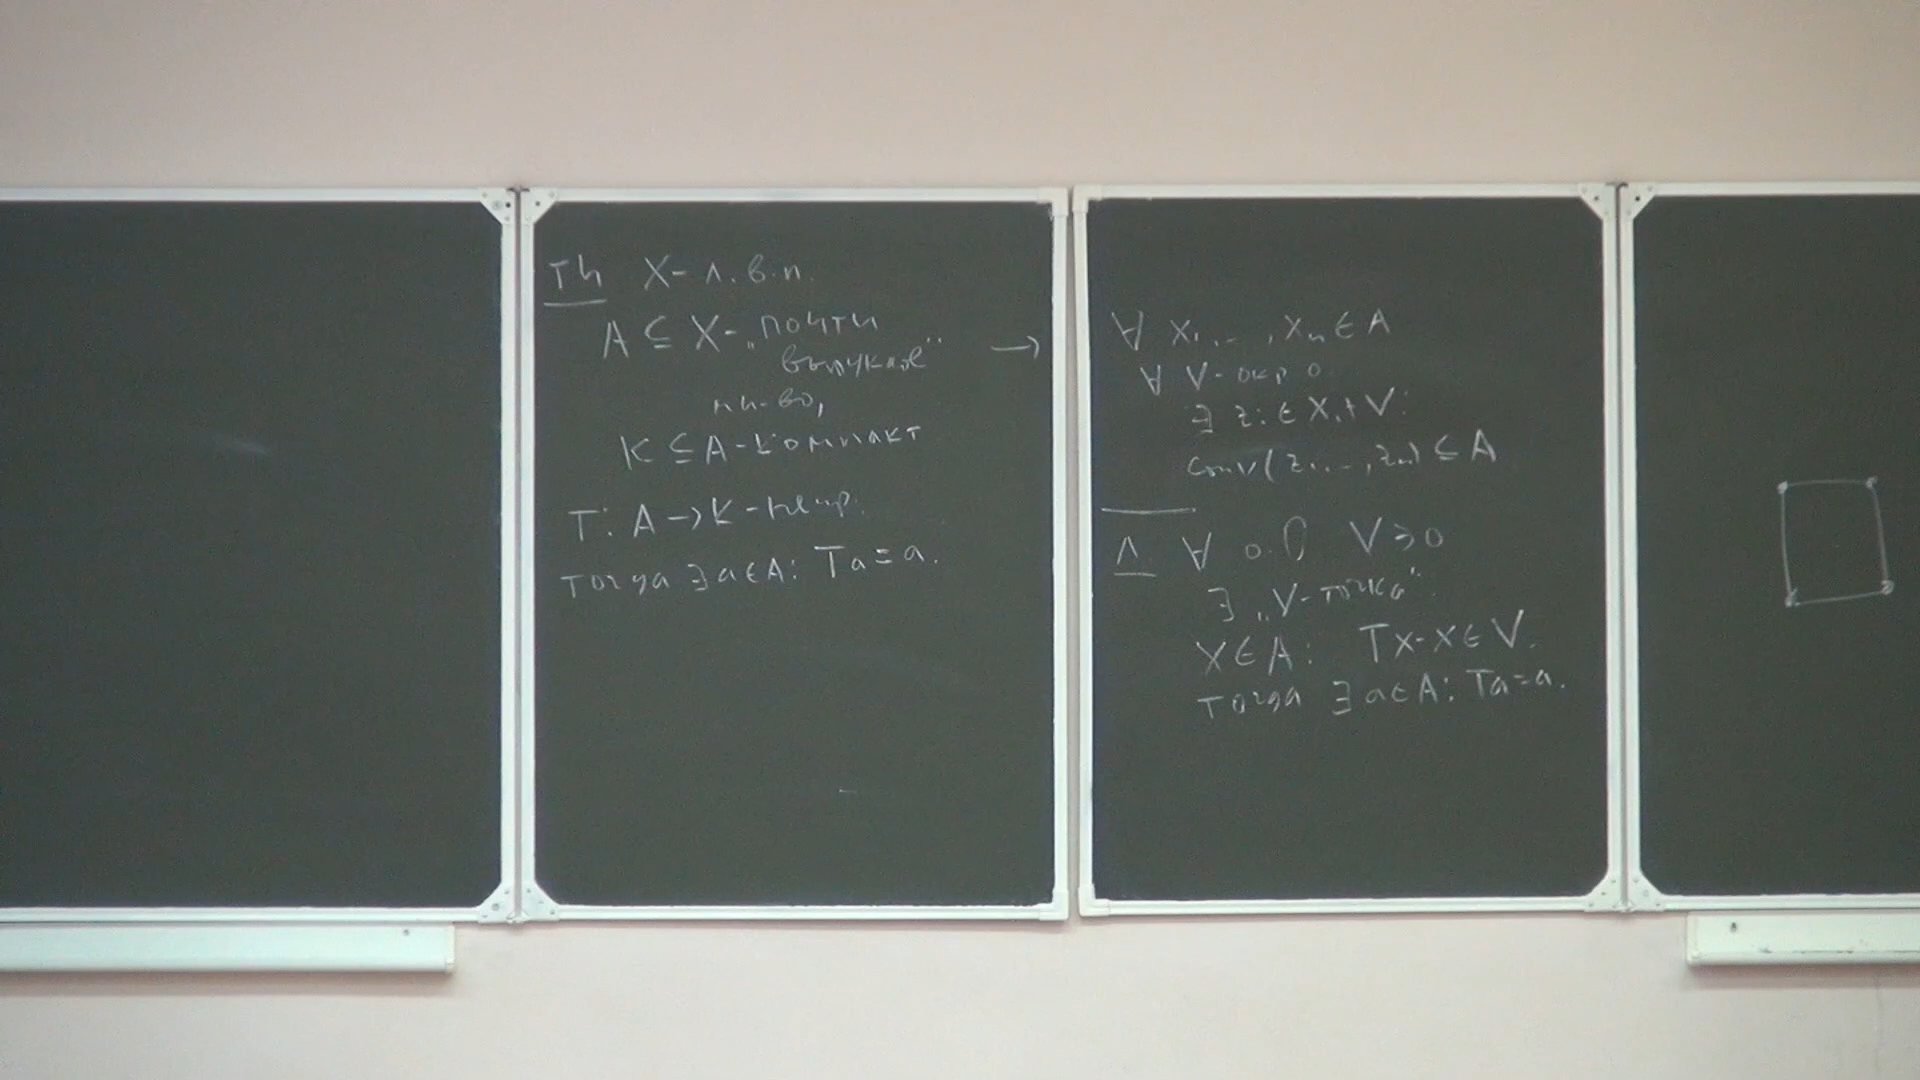 Th X - л.в.п.
A ⊆ X - „почти
выпуклое“
мн-во,
K ⊆ A - компакт
T: A → K - непр.
Тогда ∃ a ∈ A: Ta = a.
→
∀ x₁, ..., xₙ ∈ A
∀ V - окр 0
∃ zᵢ ∈ xᵢ + V:
conv(z₁, ..., zₙ) ⊆ A
Л. ∀ о.  V ∋ 0
∃ „V-точка“
x ∈ A: Tx - x ∈ V.
Тогда ∃ a ∈ A: Ta = a.